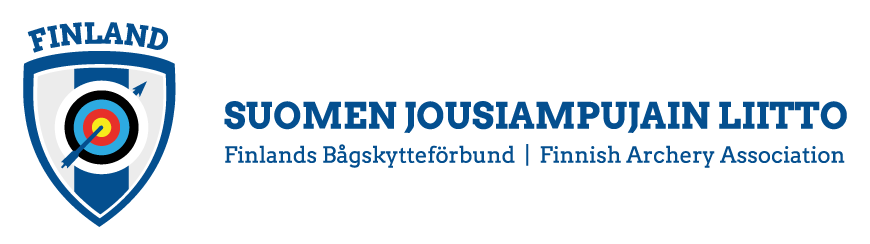 FINLAND
SUOMEN JOUSIAMPUJAIN LIITTO
Finlands Bågskytteförbund | Finnish Archery Association